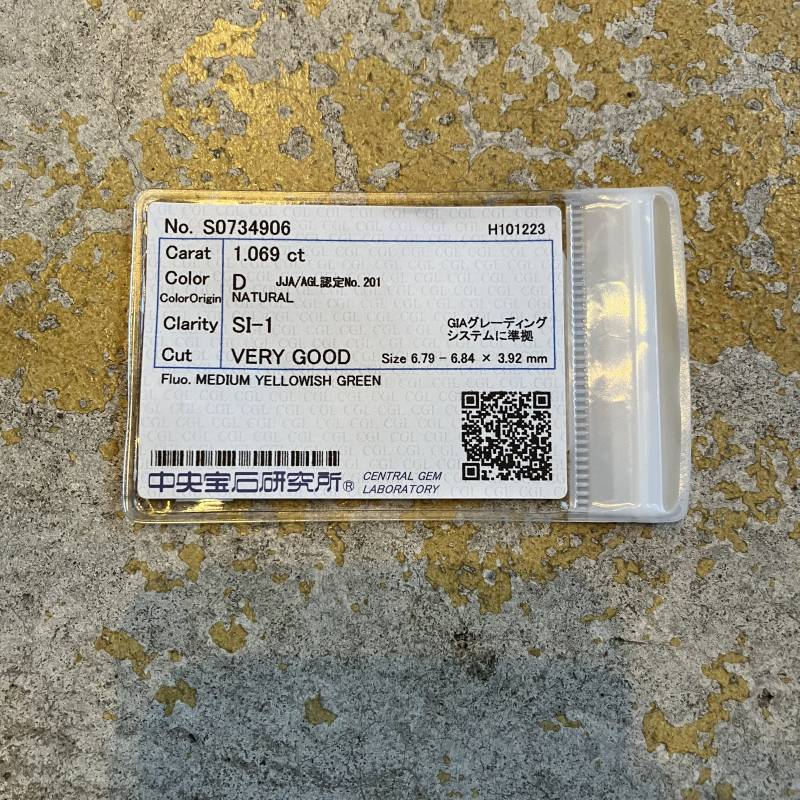 No. S0734906 H101223
Carat 1.069 ct
Color D JJA/AGL認定No. 201
ColorOrigin NATURAL
Clarity SI-1 GIAグレーディング
システムに準拠
Cut VERY GOOD Size 6.79 - 6.84 × 3.92 mm
Fluo. MEDIUM YELLOWISH GREEN
中央宝石研究所® CENTRAL GEM
LABORATORY